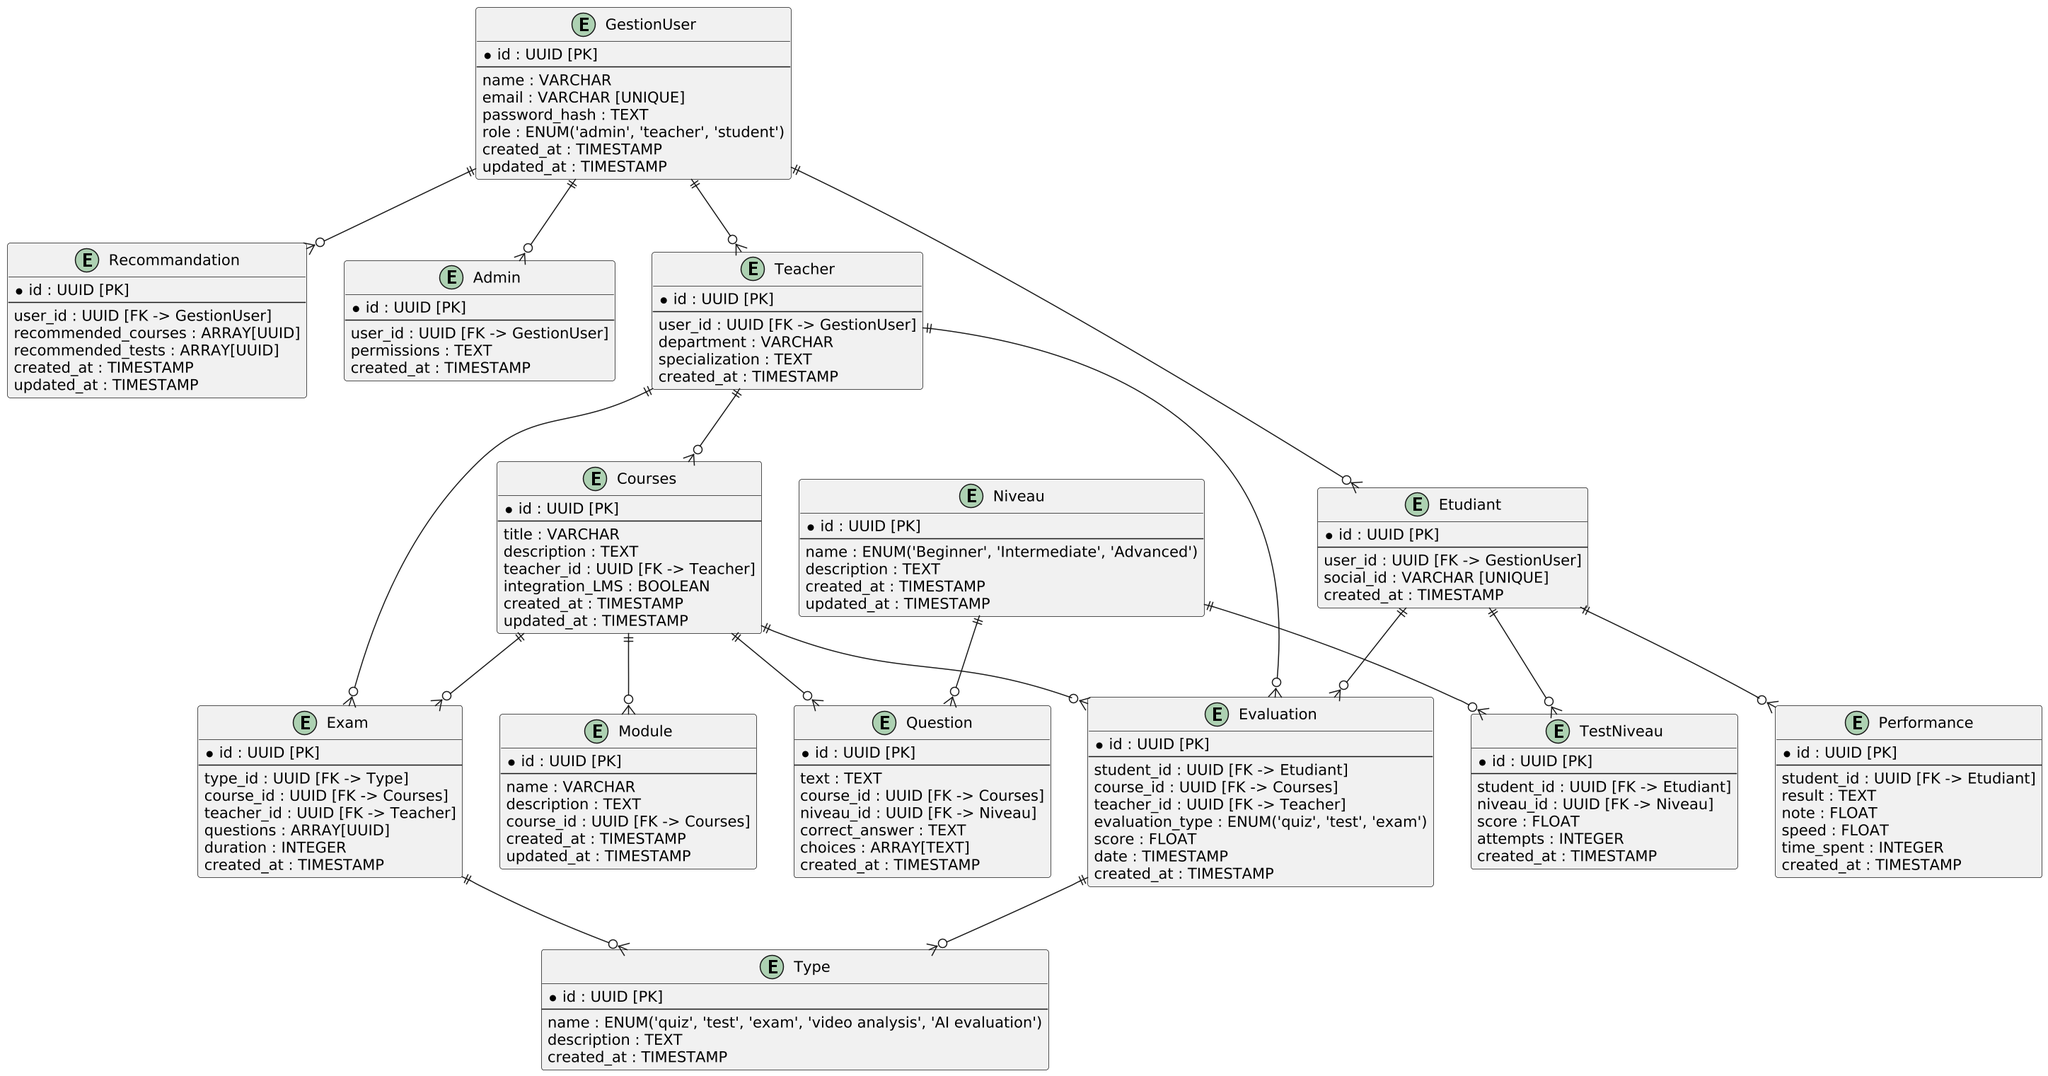 E GestionUser
id : UUID [PK]
name : VARCHAR
email : VARCHAR [UNIQUE]
password_hash : TEXT
role : ENUM('admin', 'teacher', 'student')
created_at : TIMESTAMP
updated_at : TIMESTAMP
E Recommandation
id : UUID [PK]
user_id : UUID [FK -> GestionUser]
recommended_courses : ARRAY[UUID]
recommended_tests : ARRAY[UUID]
created_at : TIMESTAMP
updated_at : TIMESTAMP
E Admin
id : UUID [PK]
user_id : UUID [FK -> GestionUser]
permissions : TEXT
created_at : TIMESTAMP
E Teacher
id : UUID [PK]
user_id : UUID [FK -> GestionUser]
department : VARCHAR
specialization : TEXT
created_at : TIMESTAMP
E Courses
id : UUID [PK]
title : VARCHAR
description : TEXT
teacher_id : UUID [FK -> Teacher]
integration_LMS : BOOLEAN
created_at : TIMESTAMP
updated_at : TIMESTAMP
E Niveau
id : UUID [PK]
name : ENUM('Beginner', 'Intermediate', 'Advanced')
description : TEXT
created_at : TIMESTAMP
updated_at : TIMESTAMP
E Etudiant
id : UUID [PK]
user_id : UUID [FK -> GestionUser]
social_id : VARCHAR [UNIQUE]
created_at : TIMESTAMP
E Exam
id : UUID [PK]
type_id : UUID [FK -> Type]
course_id : UUID [FK -> Courses]
teacher_id : UUID [FK -> Teacher]
questions : ARRAY[UUID]
duration : INTEGER
created_at : TIMESTAMP
E Module
id : UUID [PK]
name : VARCHAR
description : TEXT
course_id : UUID [FK -> Courses]
created_at : TIMESTAMP
updated_at : TIMESTAMP
E Question
id : UUID [PK]
text : TEXT
course_id : UUID [FK -> Courses]
niveau_id : UUID [FK -> Niveau]
correct_answer : TEXT
choices : ARRAY[TEXT]
created_at : TIMESTAMP
E Evaluation
id : UUID [PK]
student_id : UUID [FK -> Etudiant]
course_id : UUID [FK -> Courses]
teacher_id : UUID [FK -> Teacher]
evaluation_type : ENUM('quiz', 'test', 'exam')
score : FLOAT
date : TIMESTAMP
created_at : TIMESTAMP
E TestNiveau
id : UUID [PK]
student_id : UUID [FK -> Etudiant]
niveau_id : UUID [FK -> Niveau]
score : FLOAT
attempts : INTEGER
created_at : TIMESTAMP
E Performance
id : UUID [PK]
student_id : UUID [FK -> Etudiant]
result : TEXT
note : FLOAT
speed : FLOAT
time_spent : INTEGER
created_at : TIMESTAMP
E Type
id : UUID [PK]
name : ENUM('quiz', 'test', 'exam', 'video analysis', 'AI evaluation')
description : TEXT
created_at : TIMESTAMP